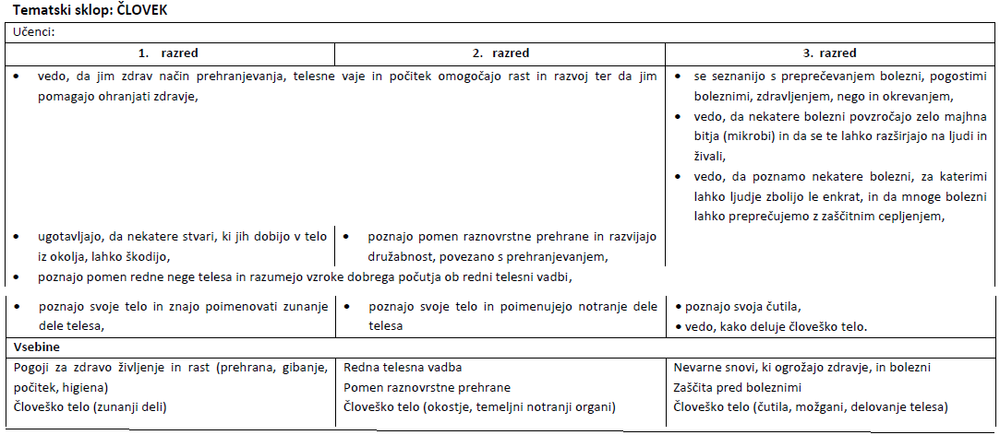 Tematski sklop: ČLOVEK
Učenci:
1. razred
2. razred
3. razred
• vedo, da jim zdrav način prehranjevanja, telesne vaje in počitek omogočajo rast in razvoj ter da jim
pomagajo ohranjati zdravje,
• se seznanijo s preprečevanjem bolezni, pogostimi
boleznimi, zdravljenjem, nego in okrevanjem,
• vedo, da nekatere bolezni povzročajo zelo majhna
bitja (mikrobi) in da se te lahko razširjajo na ljudi in
živali,
• vedo, da poznamo nekatere bolezni, za katerimi
lahko ljudje zbolijo le enkrat, in da mnoge bolezni
lahko preprečujemo z zaščitnim cepljenjem,
• ugotavljajo, da nekatere stvari, ki jih dobijo v telo
iz okolja, lahko škodijo,
• poznajo pomen raznovrstne prehrane in razvijajo
družabnost, povezano s prehranjevanjem,
• poznajo pomen redne nege telesa in razumejo vzroke dobrega počutja ob redni telesni vadbi,
• poznajo svoje telo in znajo poimenovati zunanje
dele telesa,
• poznajo svoje telo in poimenujejo notranje dele
telesa
• poznajo svoja čutila,
• vedo, kako deluje človeško telo.
Vsebine
Pogoji za zdravo življenje in rast (prehrana, gibanje,
počitek, higiena)
Človeško telo (zunanji deli)
Redna telesna vadba
Pomen raznovrstne prehrane
Človeško telo (okostje, temeljni notranji organi)
Nevarne snovi, ki ogrožajo zdravje, in bolezni
Zaščita pred boleznimi
Človeško telo (čutila, možgani, delovanje telesa)